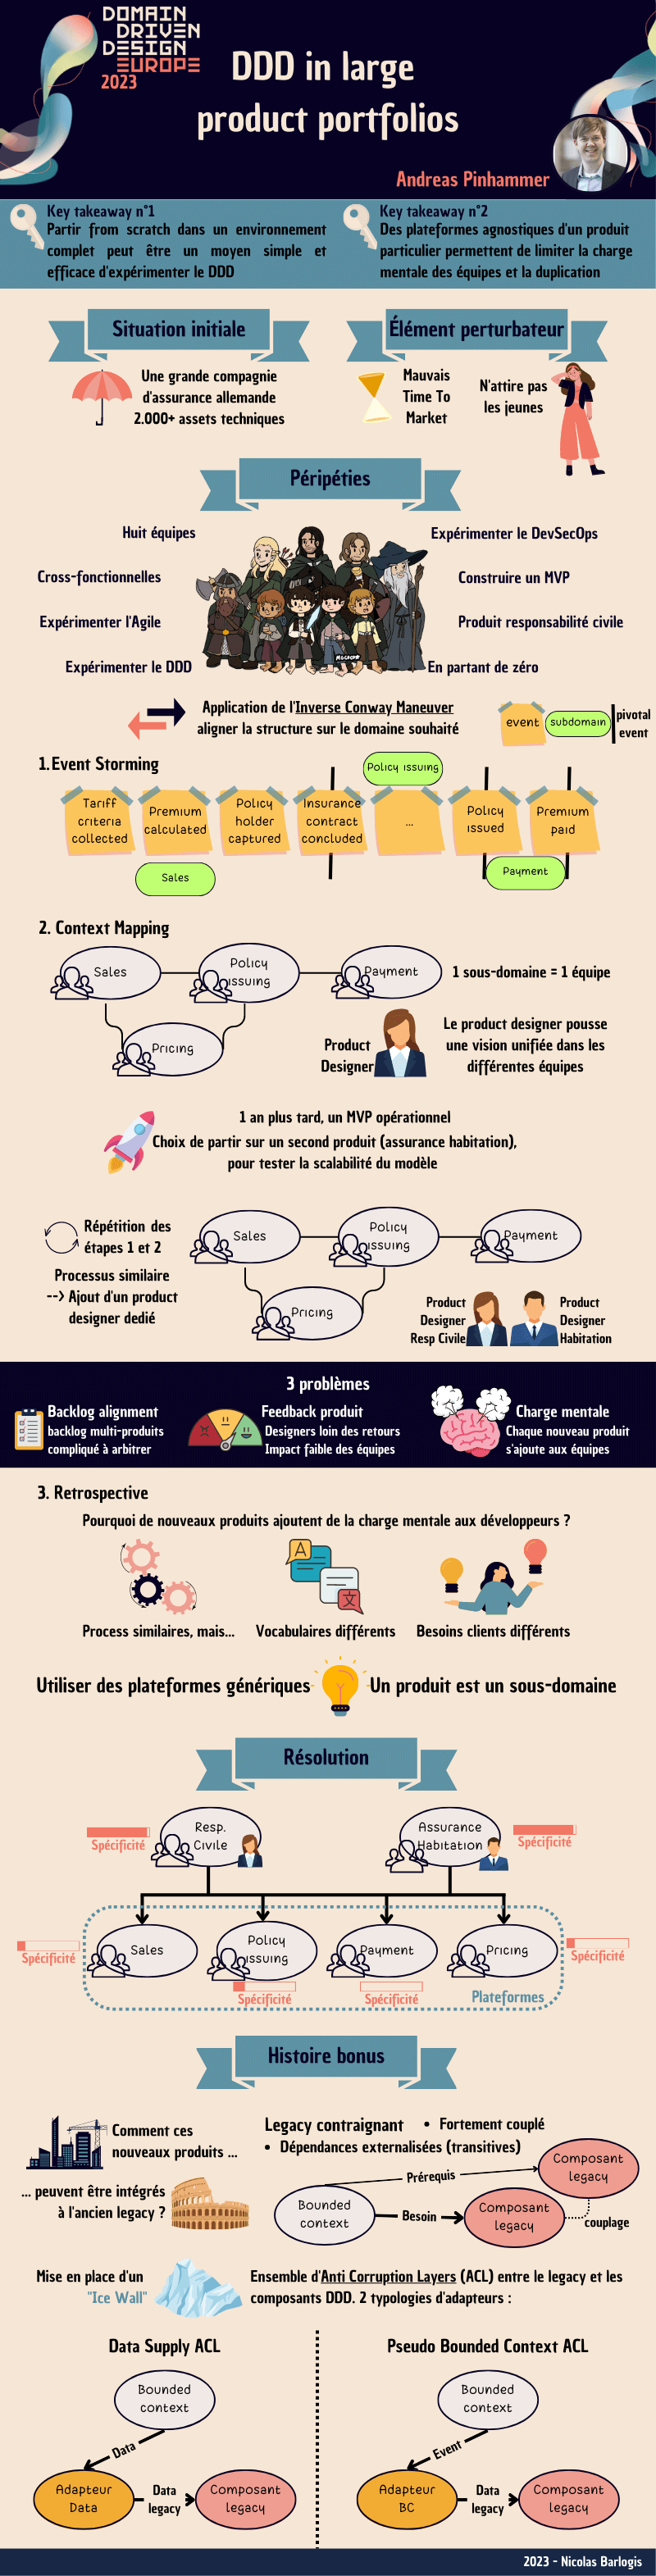 DOMAIN
DRIVEN
DESIGN
EUROPE
2023
DDD in large
product portfolios
Andreas Pinhammer
Key takeaway n°1
Partir from scratch dans un environnement
complet peut être un moyen simple et
efficace d'expérimenter le DDD
Key takeaway n°2
Des plateformes agnostiques d'un produit
particulier permettent de limiter la charge
mentale des équipes et la duplication
Situation initiale
Une grande compagnie
d'assurance allemande
2.000+ assets techniques
Élément perturbateur
Mauvais
Time To
Market
N'attire pas
les jeunes
Péripéties
Huit équipes
Cross-fonctionnelles
Expérimenter l'Agile
Expérimenter le DDD
Expérimenter le DevSecOps
Construire un MVP
Produit responsabilité civile
En partant de zéro
Application de l'Inverse Conway Maneuver
aligner la structure sur le domaine souhaité
event
subdomain
pivotal
event
1.Event Storming
Policy issuing
Tariff
criteria
collected
Premium
calculated
Policy
holder
captured
Insurance
contract
concluded
...
Policy
issued
Premium
paid
Sales
Payment
2. Context Mapping
Sales
Policy
issuing
Payment
Pricing
1 sous-domaine = 1 équipe
Product
Designer
Le product designer pousse
une vision unifiée dans les
différentes équipes
1 an plus tard, un MVP opérationnel
Choix de partir sur un second produit (assurance habitation),
pour tester la scalabilité du modèle
Répétition des
étapes 1 et 2
Processus similaire
--> Ajout d'un product
designer dedié
Sales
Policy
issuing
Payment
Pricing
Product
Designer
Resp Civile
Product
Designer
Habitation
3 problèmes
Backlog alignment
backlog multi-produits
compliqué à arbitrer
Feedback produit
Designers loin des retours
Impact faible des équipes
Charge mentale
Chaque nouveau produit
s'ajoute aux équipes
3. Retrospective
Pourquoi de nouveaux produits ajoutent de la charge mentale aux développeurs ?
A
文
Process similaires, mais...
Vocabulaires différents
Besoins clients différents
Utiliser des plateformes génériques
Un produit est un sous-domaine
Résolution
Spécificité
Resp.
Civile
Assurance
Habitation
Spécificité
Spécificité
Sales
Policy
issuing
Payment
Pricing
Spécificité
Spécificité
Spécificité
Plateformes
Histoire bonus
Comment ces
nouveaux produits ...
... peuvent être intégrés
à l'ancien legacy ?
Legacy contraignant
• Fortement couplé
• Dépendances externalisées (transitives)
Prérequis
Composant
legacy
Bounded
context
Besoin
Composant
legacy
couplage
Mise en place d'un
"Ice Wall"
Ensemble d'Anti Corruption Layers (ACL) entre le legacy et les
composants DDD. 2 typologies d'adapteurs :
Data Supply ACL
Bounded
context
Data
Adapteur
Data
Data
legacy
Composant
legacy
Pseudo Bounded Context ACL
Bounded
context
Event
Adapteur
BC
Data
legacy
Composant
legacy
2023 - Nicolas Barlogis